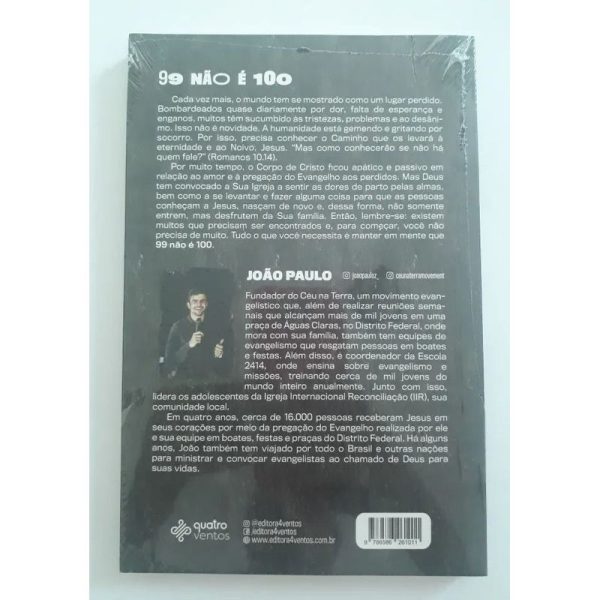 99 NÃO É 100
Cada vez mais, o mundo tem se mostrado como um lugar perdido.
Bombardeados quase diariamente por dor, falta de esperança e
enganos, muitos têm sucumbido às tristezas, problemas e ao desâni-
mo. Isso não é novidade. A humanidade está gemendo e gritando por
socorro. Por isso, precisa conhecer o Caminho que os levará à
eternidade e ao Noivo, Jesus. "Mas como conhecerão se não há
quem fale?" (Romanos 10.14).
Por muito tempo, o Corpo de Cristo ficou apático e passivo em
relação ao amor e à pregação do Evangelho aos perdidos. Mas Deus
tem convocado a Sua Igreja a sentir as dores de parto pelas almas,
bem como a se levantar e fazer alguma coisa para que as pessoas
conheçam a Jesus, nasçam de novo e, dessa forma, não somente
entrem, mas desfrutem da Sua família. Então, lembre-se: existem
muitos que precisam ser encontrados e, para começar, você não
precisa de muito. Tudo o que você necessita é manter em mente que
99 não é 100.
JOÃO PAULO joaopauloz_ ceunaterramovement
Fundador do Céu na Terra, um movimento evan-
gelístico que, além de realizar reuniões sema-
nais que alcançam mais de mil jovens em uma
praça de Águas Claras, no Distrito Federal, onde
mora com sua família, também tem equipes de
evangelismo que resgatam pessoas em boates
e festas. Além disso, é coordenador da Escola
2414, onde ensina sobre evangelismo e
missões, treinando cerca de mil jovens do
mundo inteiro anualmente. Junto com isso,
lidera os adolescentes da Igreja Internacional Reconciliação (IIR), sua
comunidade local.
Em quatro anos, cerca de 16.000 pessoas receberam Jesus em
seus corações por meio da pregação do Evangelho realizada por ele
e sua equipe em boates, festas e praças do Distrito Federal. Há alguns
anos, João também tem viajado por todo o Brasil e outras nações
para ministrar e convocar evangelistas ao chamado de Deus para
suas vidas.
quatro
ventos
@editora4ventos
/editora4ventos
www.editora4ventos.com.br
9 786586 261011